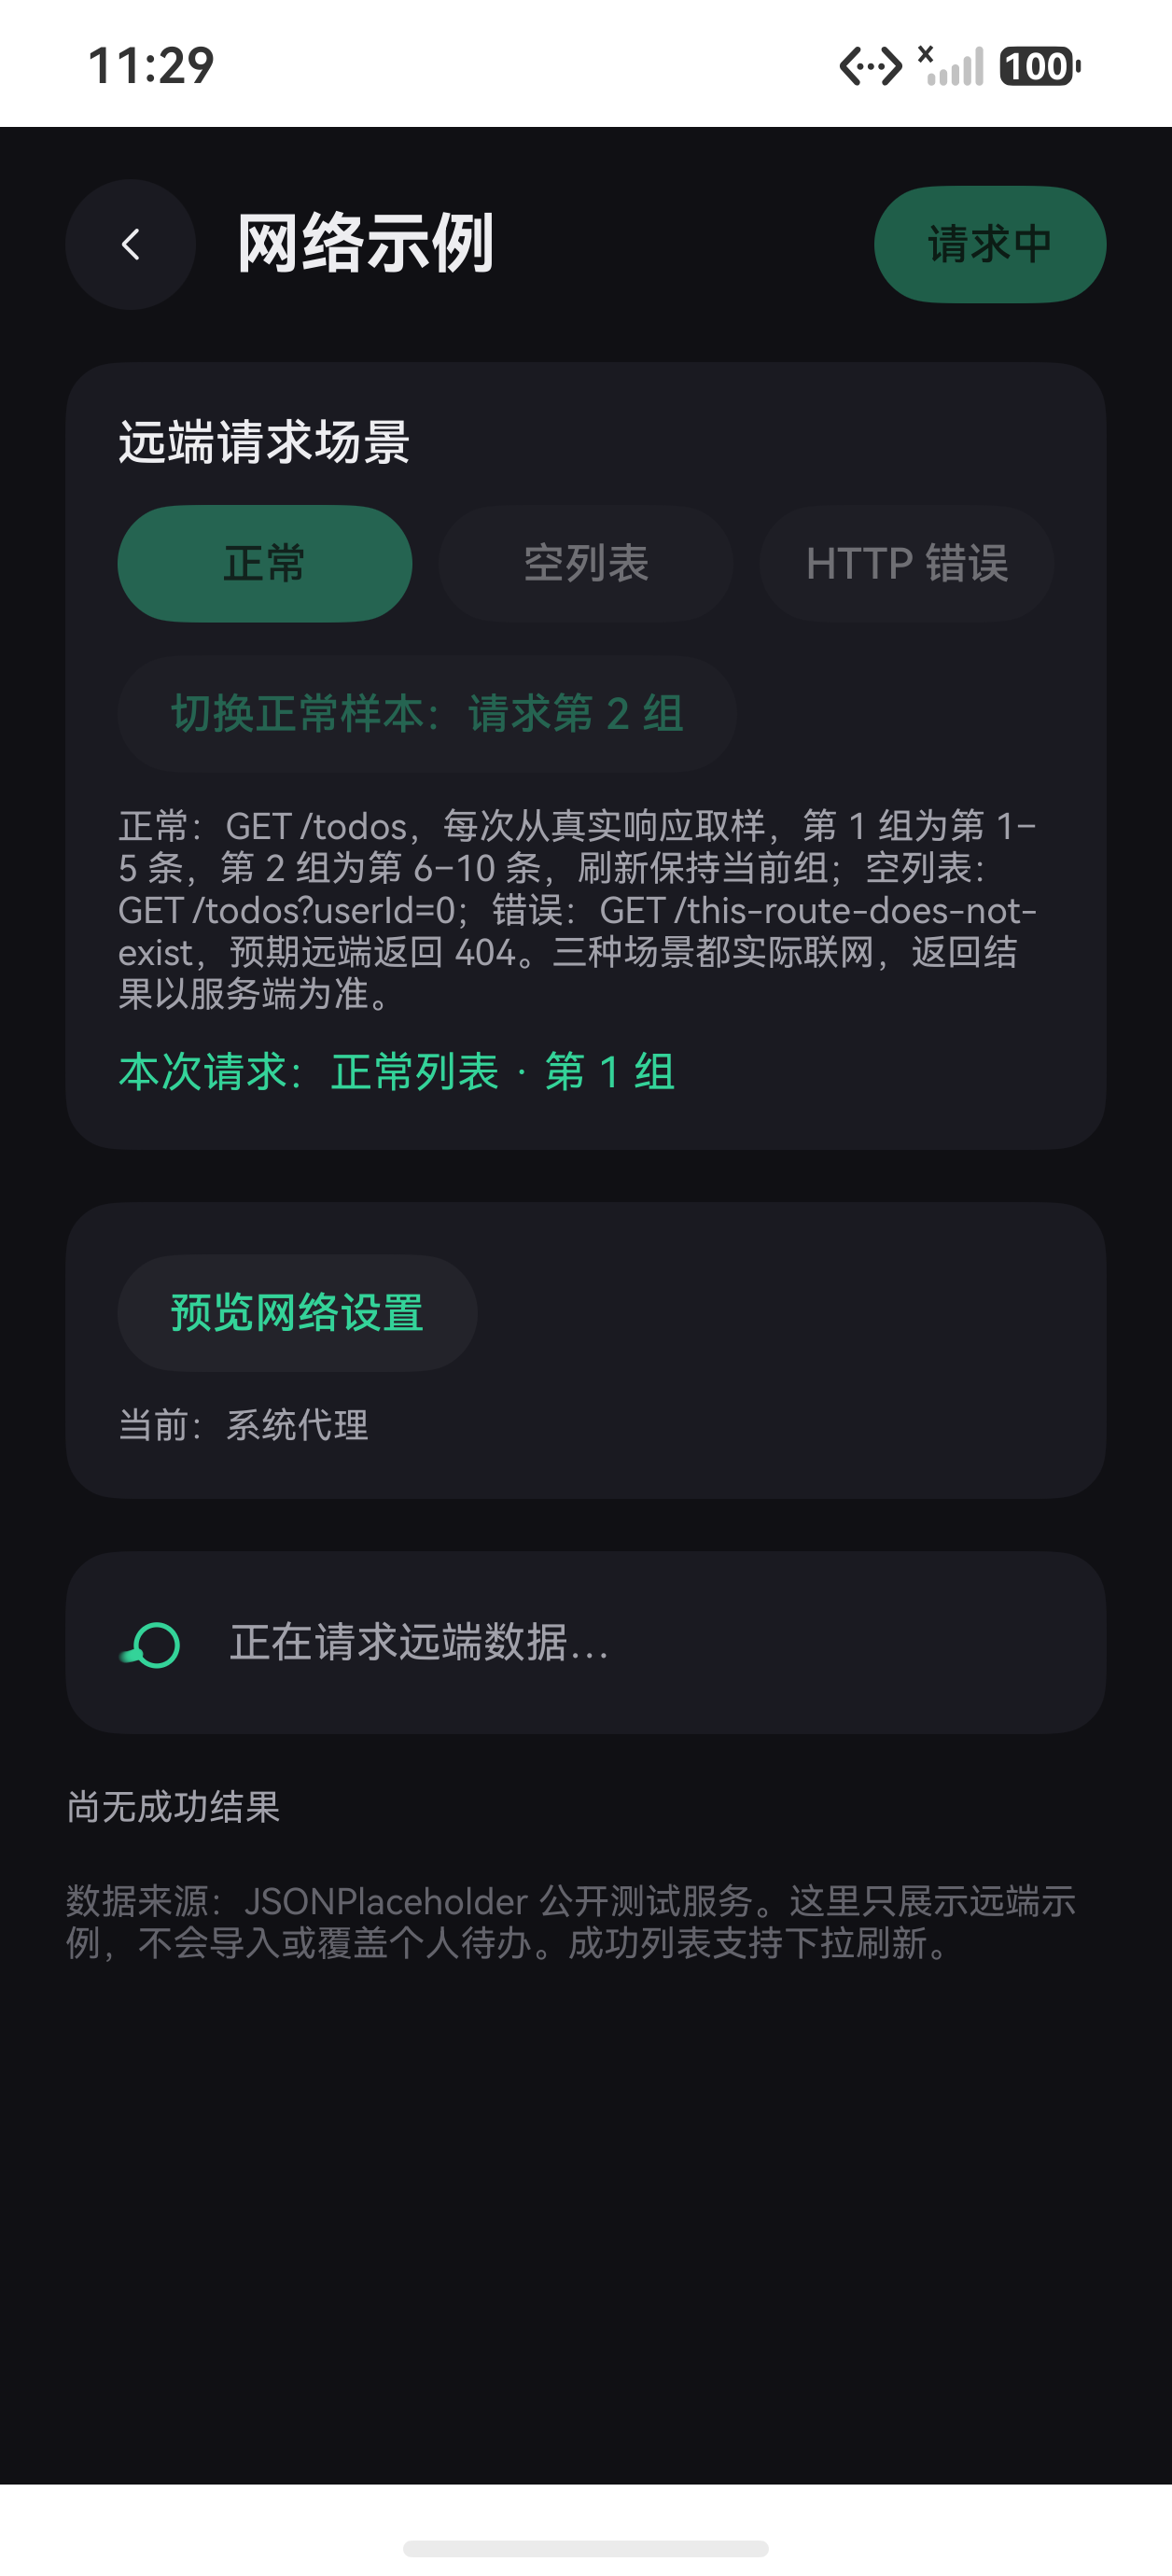 11:29
100
网络示例
请求中
远端请求场景
正常
空列表
HTTP 错误
切换正常样本：请求第 2 组
正常：GET /todos，每次从真实响应取样，第 1 组为第 1–
5 条，第 2 组为第 6–10 条，刷新保持当前组；空列表：
GET /todos?userId=0；错误：GET /this-route-does-not-
exist，预期远端返回 404。三种场景都实际联网，返回结
果以服务端为准。
本次请求：正常列表 · 第 1 组
预览网络设置
当前：系统代理
正在请求远端数据…
尚无成功结果
数据来源：JSONPlaceholder 公开测试服务。这里只展示远端示
例，不会导入或覆盖个人待办。成功列表支持下拉刷新。